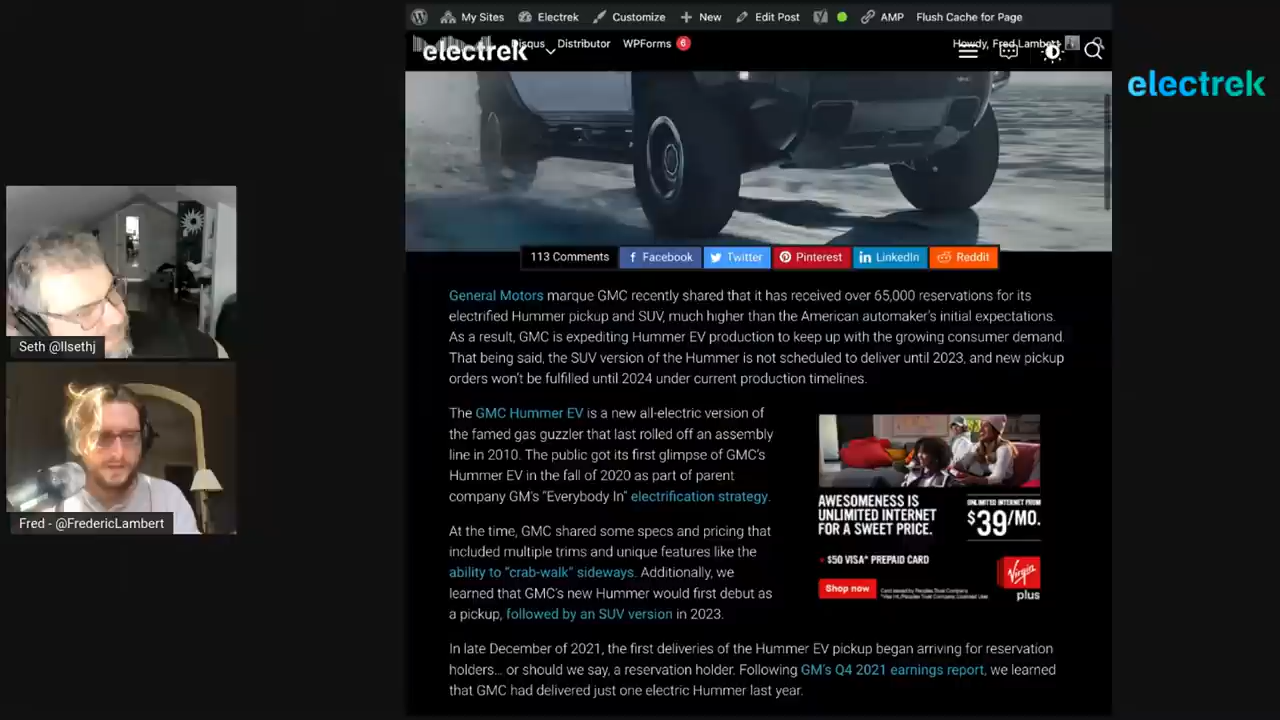 My Sites Electrek Customize + New Edit Post AMP Flush Cache for Page
Disqus Distributor WPForms 6 Howdy, Fred Lambert
electrek
electrek
113 Comments Facebook Twitter Pinterest LinkedIn Reddit
General Motors marque GMC recently shared that it has received over 65,000 reservations for its
electrified Hummer pickup and SUV, much higher than the American automaker's initial expectations.
As a result, GMC is expediting Hummer EV production to keep up with the growing consumer demand.
That being said, the SUV version of the Hummer is not scheduled to deliver until 2023, and new pickup
orders won't be fulfilled until 2024 under current production timelines.
Seth @llsethj
The GMC Hummer EV is a new all-electric version of
the famed gas guzzler that last rolled off an assembly
line in 2010. The public got its first glimpse of GMC's
Hummer EV in the fall of 2020 as part of parent
company GM's "Everybody In" electrification strategy.
AWESOMENESS IS
UNLIMITED INTERNET
FOR A SWEET PRICE.
UNLIMITED INTERNET FROM
$39/MO.
• $50 VISA* PREPAID CARD
Shop now
Virgin
plus
Fred - @FredericLambert
At the time, GMC shared some specs and pricing that
included multiple trims and unique features like the
ability to "crab-walk" sideways. Additionally, we
learned that GMC's new Hummer would first debut as
a pickup, followed by an SUV version in 2023.
In late December of 2021, the first deliveries of the Hummer EV pickup began arriving for reservation
holders... or should we say, a reservation holder. Following GM's Q4 2021 earnings report, we learned
that GMC had delivered just one electric Hummer last year.